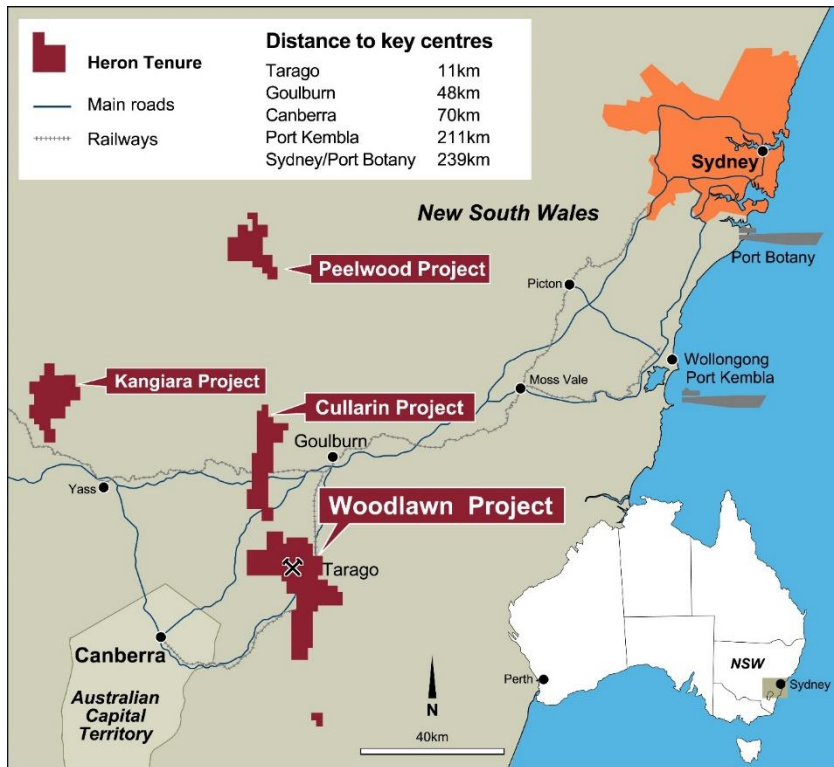 Heron Tenure
Main roads
Railways
Distance to key centres
Tarago 11km
Goulburn 48km
Canberra 70km
Port Kembla 211km
Sydney/Port Botany 239km
Sydney
New South Wales
Port Botany
Peelwood Project
Picton
Wollongong
Port Kembla
Kangiara Project
Moss Vale
Cullarin Project
Goulburn
Yass
Woodlawn Project
Tarago
Canberra
Australian
Capital
Territory
N
40km
NSW
Perth
Sydney